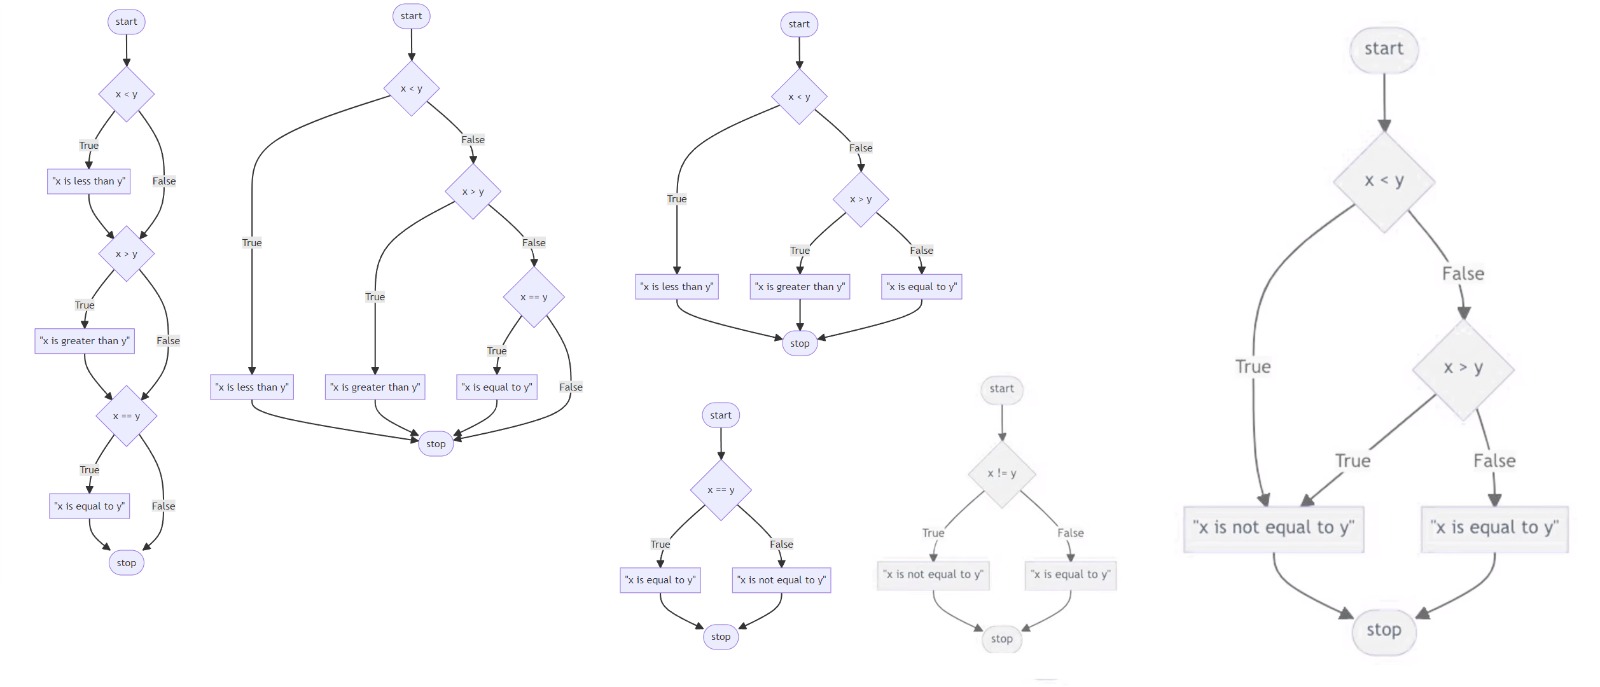 start
x < y
True
"x is less than y"
False
x > y
True
"x is greater than y"
False
x == y
True
"x is equal to y"
False
stop
start
x < y
False
x > y
True
False
True
x == y
True
"x is less than y"
"x is greater than y"
"x is equal to y"
False
stop
start
x < y
False
True
x > y
True
False
"x is less than y"
"x is greater than y"
"x is equal to y"
stop
start
x == y
True
False
"x is equal to y"
"x is not equal to y"
stop
start
x != y
True
False
"x is not equal to y"
"x is equal to y"
stop
start
x < y
False
True
x > y
True
False
"x is not equal to y"
"x is equal to y"
stop